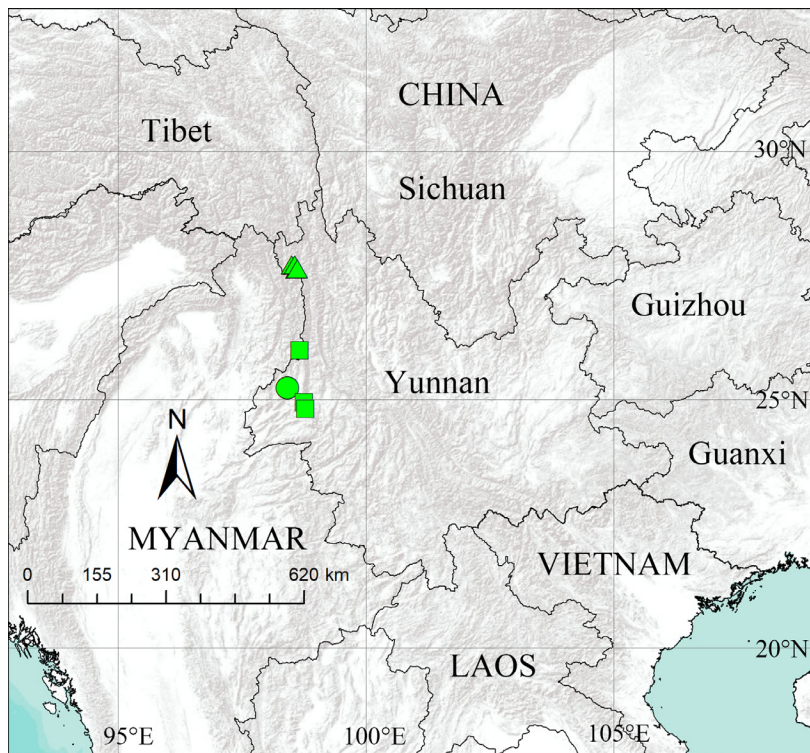 CHINA
Tibet
30°N
Sichuan
Guizhou
Yunnan
25°N
N
Guanxi
MYANMAR
VIETNAM
0 155 310 620 km
20°N
LAOS
95°E 100°E 105°E